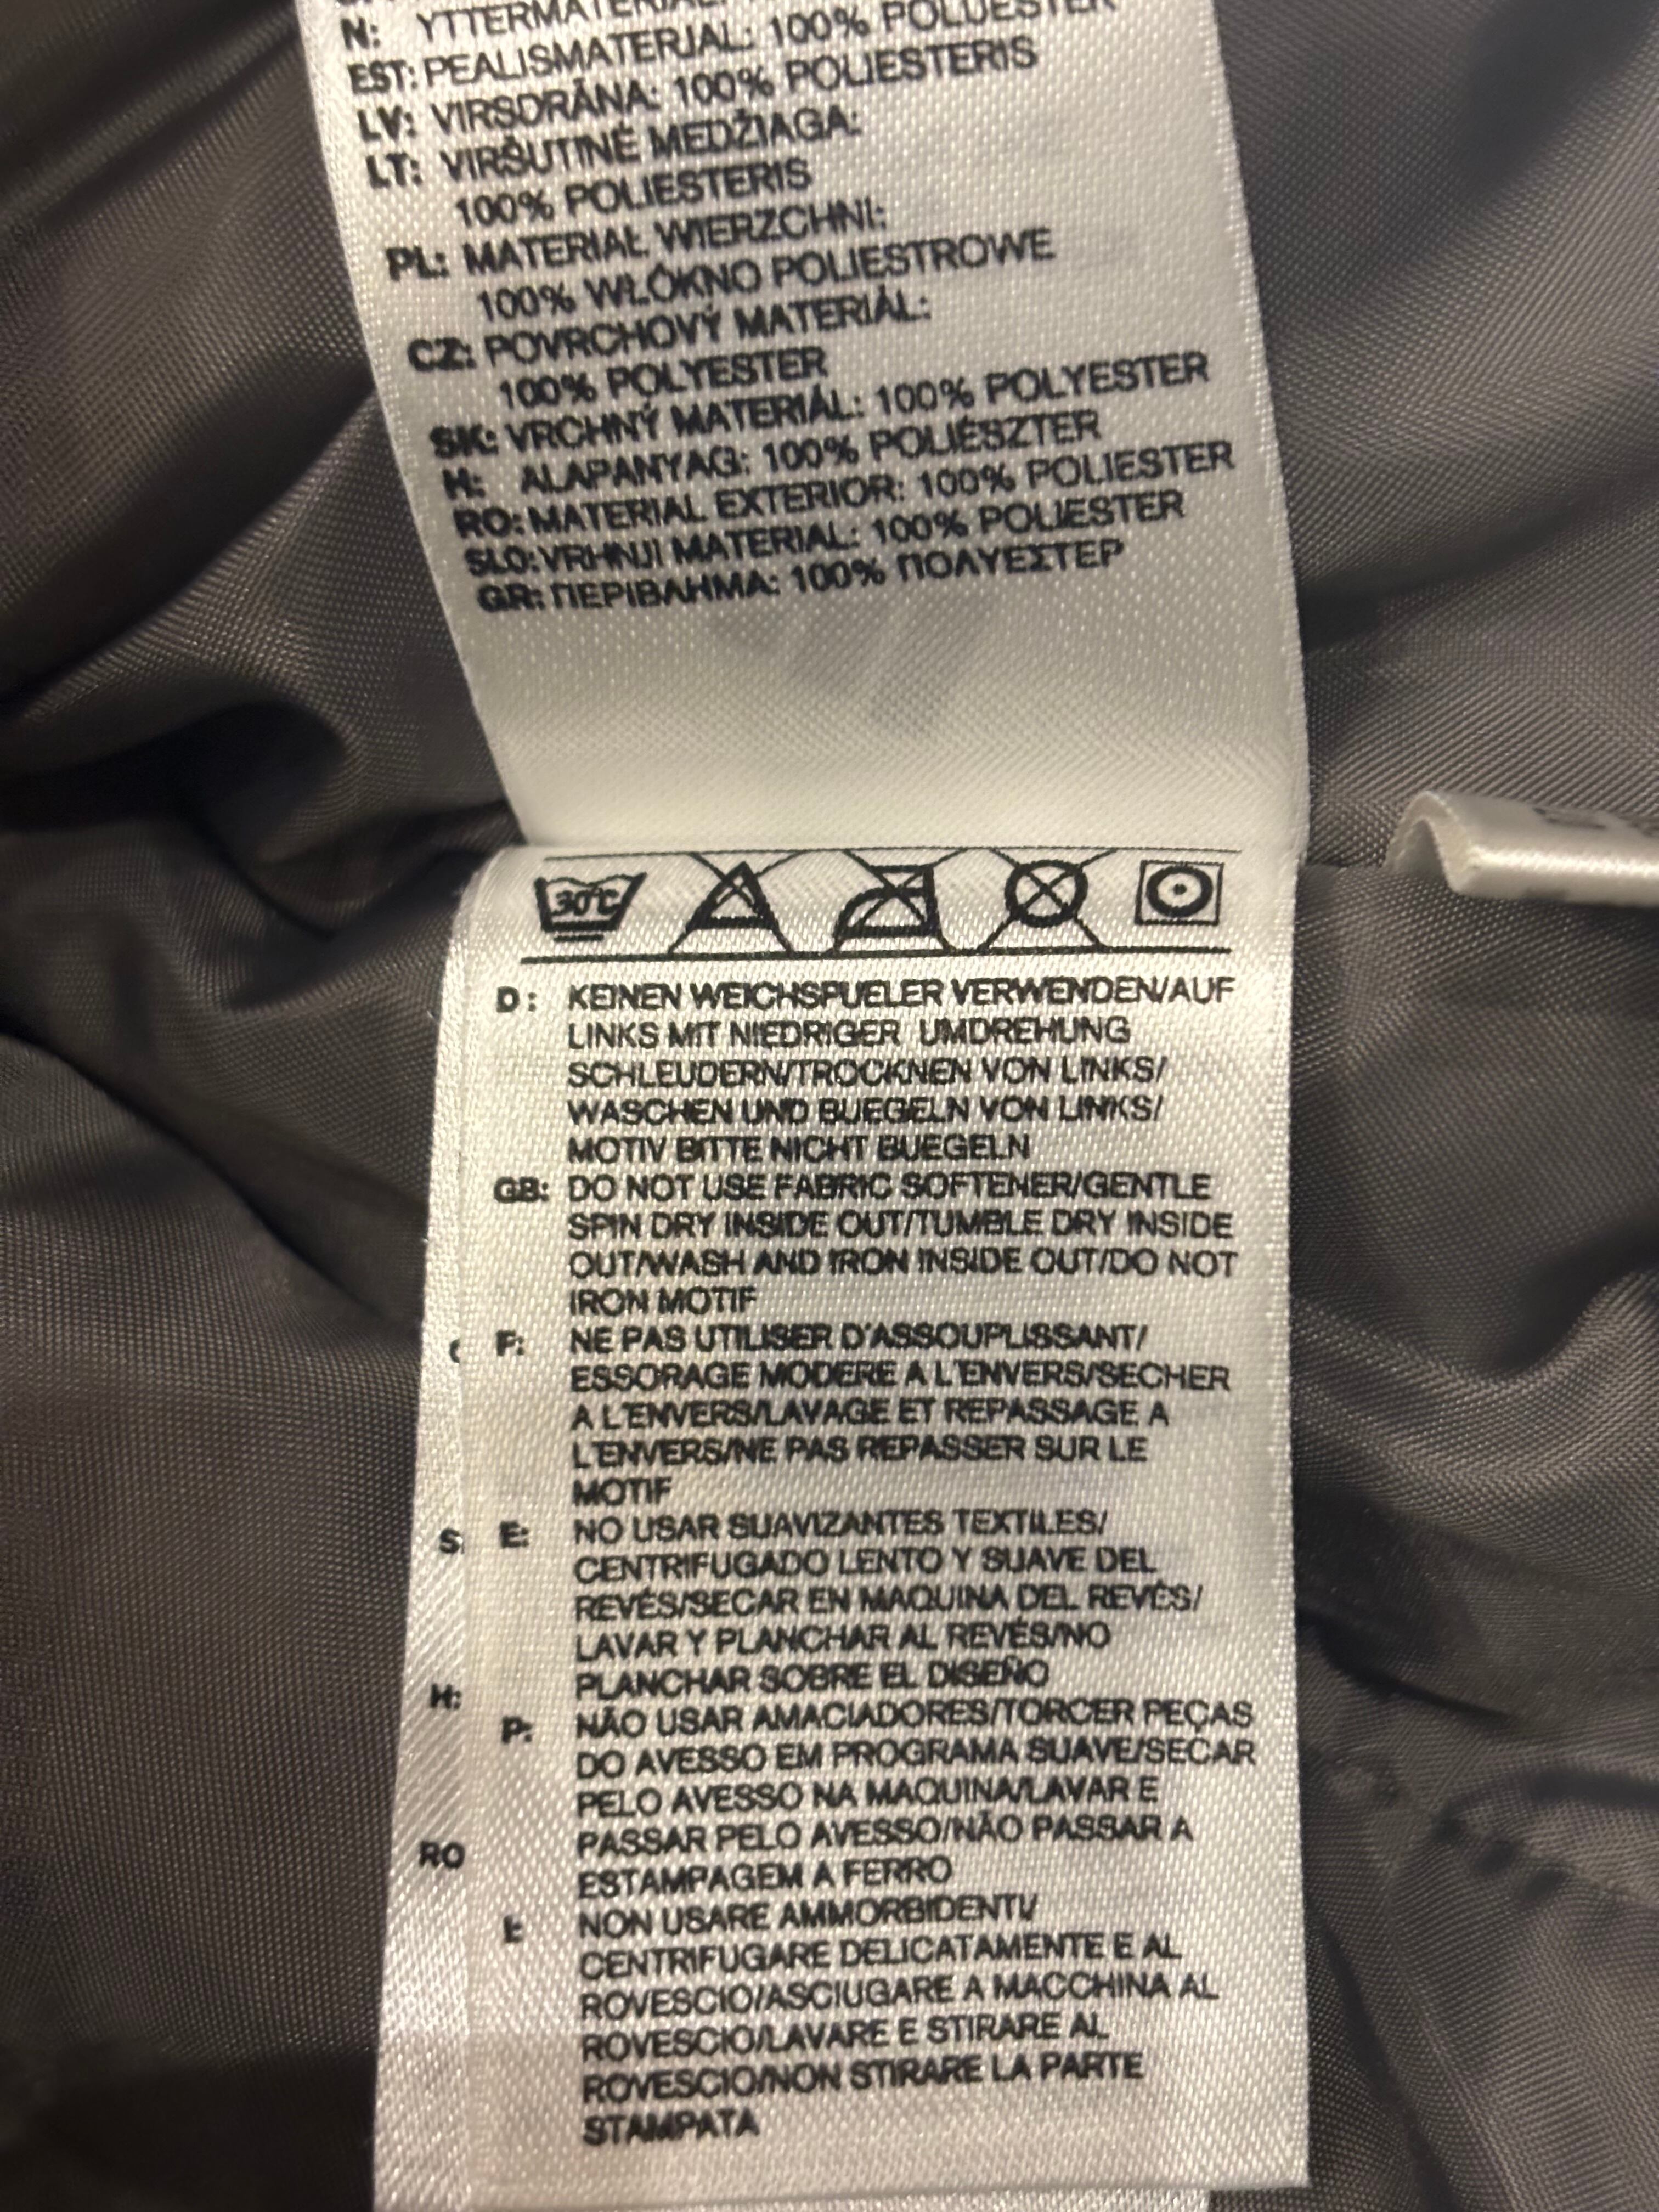 N: YTTERMATERIAL:
EST: PEALISMATERJAL: 100% POLÜESTER
LV: VIRSDRĀNA: 100% POLIESTERIS
LT: VIRŠUTINĖ MEDŽIAGA:
100% POLIESTERIS
PL: MATERIAŁ WIERZCHNI:
100% WŁÓKNO POLIESTROWE
CZ: POVRCHOVÝ MATERIÁL:
100% POLYESTER
SK: VRCHNÝ MATERIÁL: 100% POLYESTER
H: ALAPANYAG: 100% POLIÉSZTER
RO: MATERIAL EXTERIOR: 100% POLIESTER
SLO: VRHNJI MATERIAL: 100% POLIESTER
GR: ΠΕΡΙΒΛΗΜΑ: 100% ΠΟΛΥΕΣΤΕΡ
30°C
D: KEINEN WEICHSPUELER VERWENDEN/AUF
LINKS MIT NIEDRIGER UMDREHUNG
SCHLEUDERN/TROCKNEN VON LINKS/
WASCHEN UND BUEGELN VON LINKS/
MOTIV BITTE NICHT BUEGELN
GB: DO NOT USE FABRIC SOFTENER/GENTLE
SPIN DRY INSIDE OUT/TUMBLE DRY INSIDE
OUT/WASH AND IRON INSIDE OUT/DO NOT
IRON MOTIF
F: NE PAS UTILISER D'ASSOUPLISSANT/
ESSORAGE MODERE A L'ENVERS/SECHER
A L'ENVERS/LAVAGE ET REPASSAGE A
L'ENVERS/NE PAS REPASSER SUR LE
MOTIF
S:
E: NO USAR SUAVIZANTES TEXTILES/
CENTRIFUGADO LENTO Y SUAVE DEL
REVÉS/SECAR EN MAQUINA DEL REVÉS/
LAVAR Y PLANCHAR AL REVÉS/NO
PLANCHAR SOBRE EL DISEÑO
H:
P: NÃO USAR AMACIADORES/TORCER PEÇAS
DO AVESSO EM PROGRAMA SUAVE/SECAR
PELO AVESSO NA MAQUINA/LAVAR E
PASSAR PELO AVESSO/NÃO PASSAR A
ESTAMPAGEM A FERRO
RO
NON USARE AMMORBIDENTI/
CENTRIFUGARE DELICATAMENTE E AL
ROVESCIO/ASCIUGARE A MACCHINA AL
ROVESCIO/LAVARE E STIRARE AL
ROVESCIO/NON STIRARE LA PARTE
STAMPATA